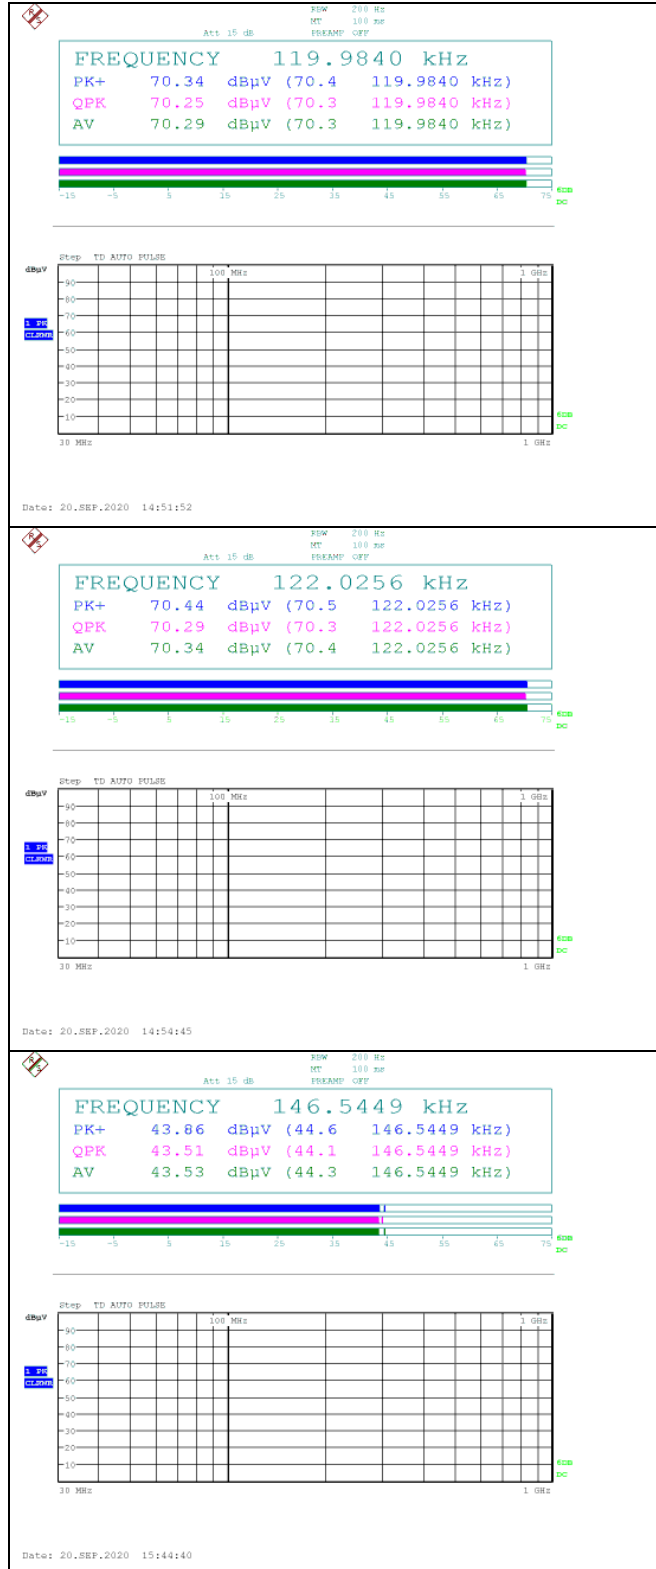 R S
RBW 200 Hz
MT 100 ms
Att 15 dB PREAMP OFF
FREQUENCY 119.9840 kHz
PK+ 70.34 dBµV (70.4 119.9840 kHz)
QPK 70.25 dBµV (70.3 119.9840 kHz)
AV 70.29 dBµV (70.3 119.9840 kHz)
-15 -5 5 15 25 35 45 55 65 75
6DB
DC
Step TD AUTO PULSE
dBµV
100 MHz 1 GHz
90
80
70
1 PK
CLRWR
60
50
40
30
20
10
6DB
DC
30 MHz 1 GHz
Date: 20.SEP.2020 14:51:52
R S
RBW 200 Hz
MT 100 ms
Att 15 dB PREAMP OFF
FREQUENCY 122.0256 kHz
PK+ 70.44 dBµV (70.5 122.0256 kHz)
QPK 70.29 dBµV (70.3 122.0256 kHz)
AV 70.34 dBµV (70.4 122.0256 kHz)
-15 -5 5 15 25 35 45 55 65 75
6DB
DC
Step TD AUTO PULSE
dBµV
100 MHz 1 GHz
90
80
70
1 PK
CLRWR
60
50
40
30
20
10
6DB
DC
30 MHz 1 GHz
Date: 20.SEP.2020 14:54:45
R S
RBW 200 Hz
MT 100 ms
Att 15 dB PREAMP OFF
FREQUENCY 146.5449 kHz
PK+ 43.86 dBµV (44.6 146.5449 kHz)
QPK 43.51 dBµV (44.1 146.5449 kHz)
AV 43.53 dBµV (44.3 146.5449 kHz)
-15 -5 5 15 25 35 45 55 65 75
6DB
DC
Step TD AUTO PULSE
dBµV
100 MHz 1 GHz
90
80
70
1 PK
CLRWR
60
50
40
30
20
10
6DB
DC
30 MHz 1 GHz
Date: 20.SEP.2020 15:44:40